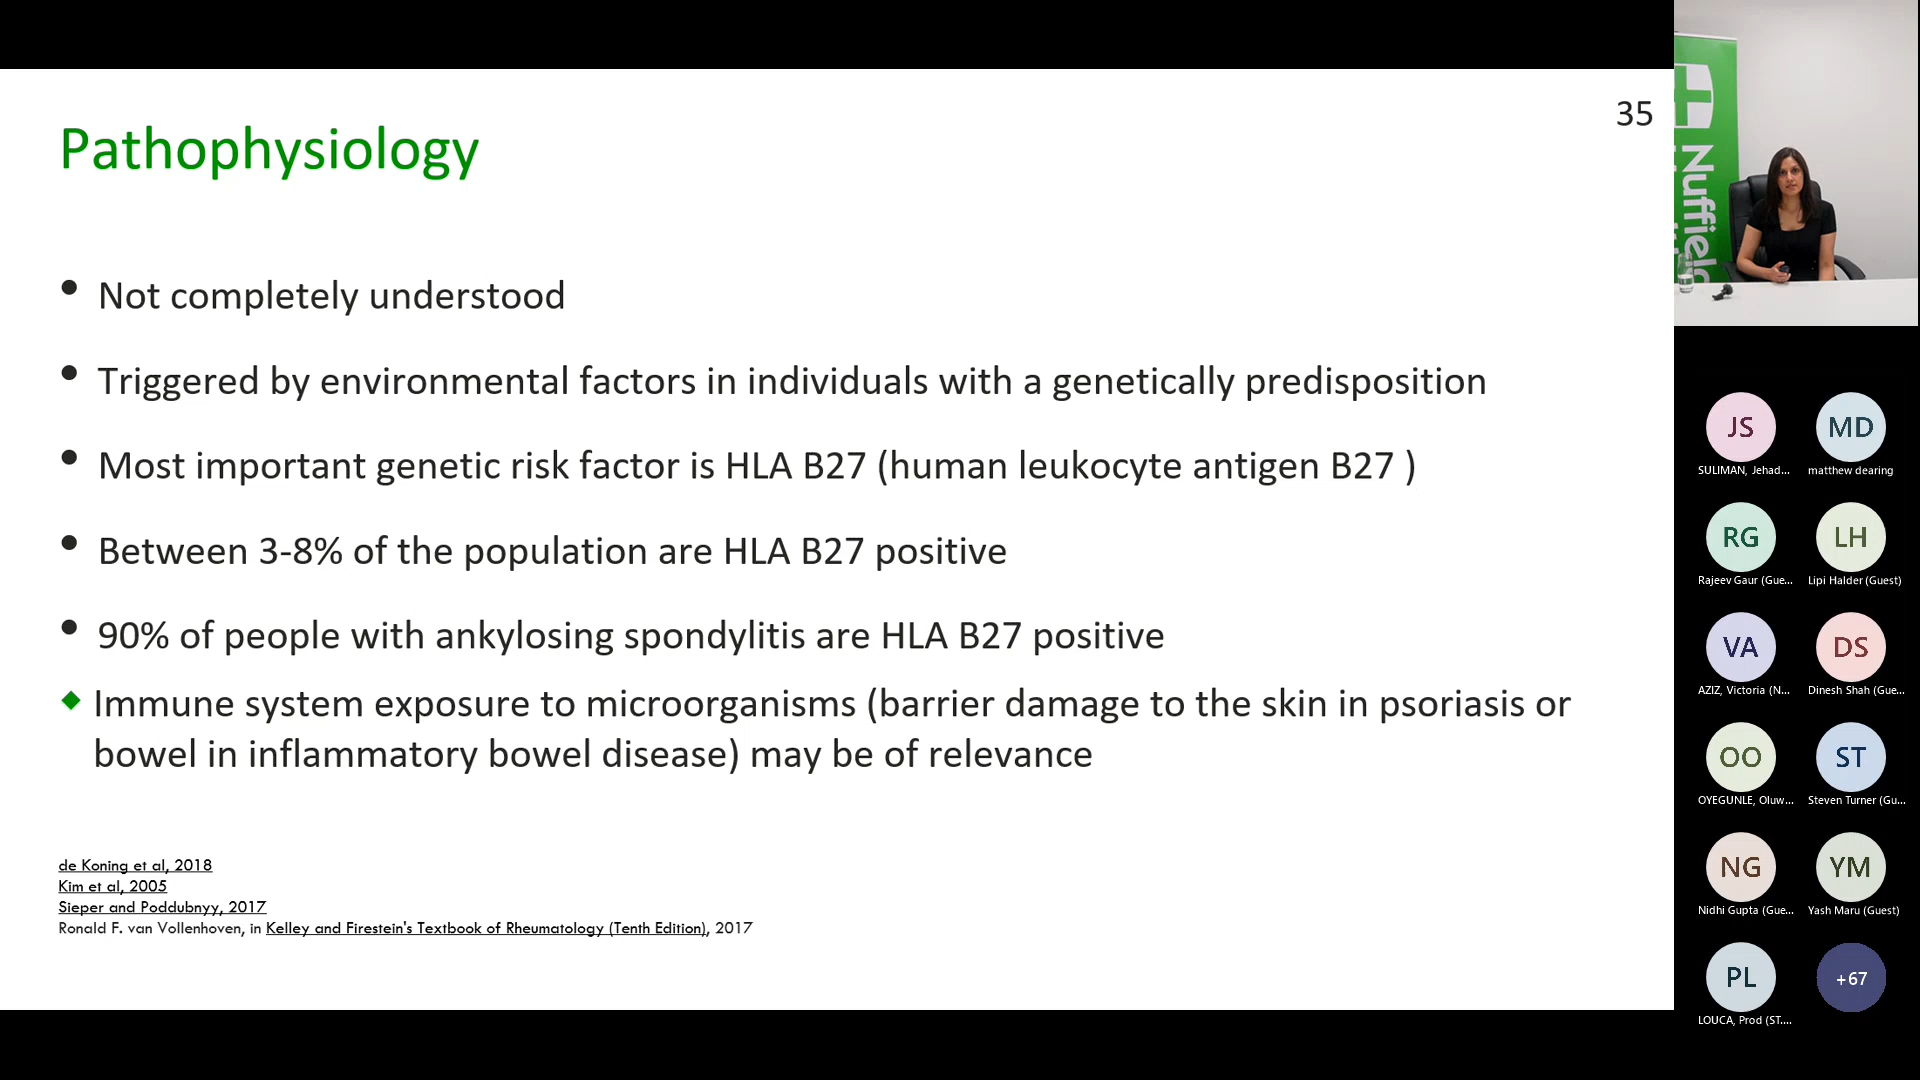 35
Pathophysiology
• Not completely understood
• Triggered by environmental factors in individuals with a genetically predisposition
• Most important genetic risk factor is HLA B27 (human leukocyte antigen B27 )
• Between 3-8% of the population are HLA B27 positive
• 90% of people with ankylosing spondylitis are HLA B27 positive
◆ Immune system exposure to microorganisms (barrier damage to the skin in psoriasis or
bowel in inflammatory bowel disease) may be of relevance
de Koning et al, 2018
Kim et al, 2005
Sieper and Poddubnyy, 2017
Ronald F. van Vollenhoven, in Kelley and Firestein's Textbook of Rheumatology (Tenth Edition), 2017
Nuffield
JS
SULIMAN, Jehad...
MD
matthew dearing
RG
Rajeev Gaur (Gue...
LH
Lipi Halder (Guest)
VA
AZIZ, Victoria (N...
DS
Dinesh Shah (Gue...
OO
OYEGUNLE, Oluw...
ST
Steven Turner (Gu...
NG
Nidhi Gupta (Gue...
YM
Yash Maru (Guest)
PL
LOUCA, Prod (ST....
+67